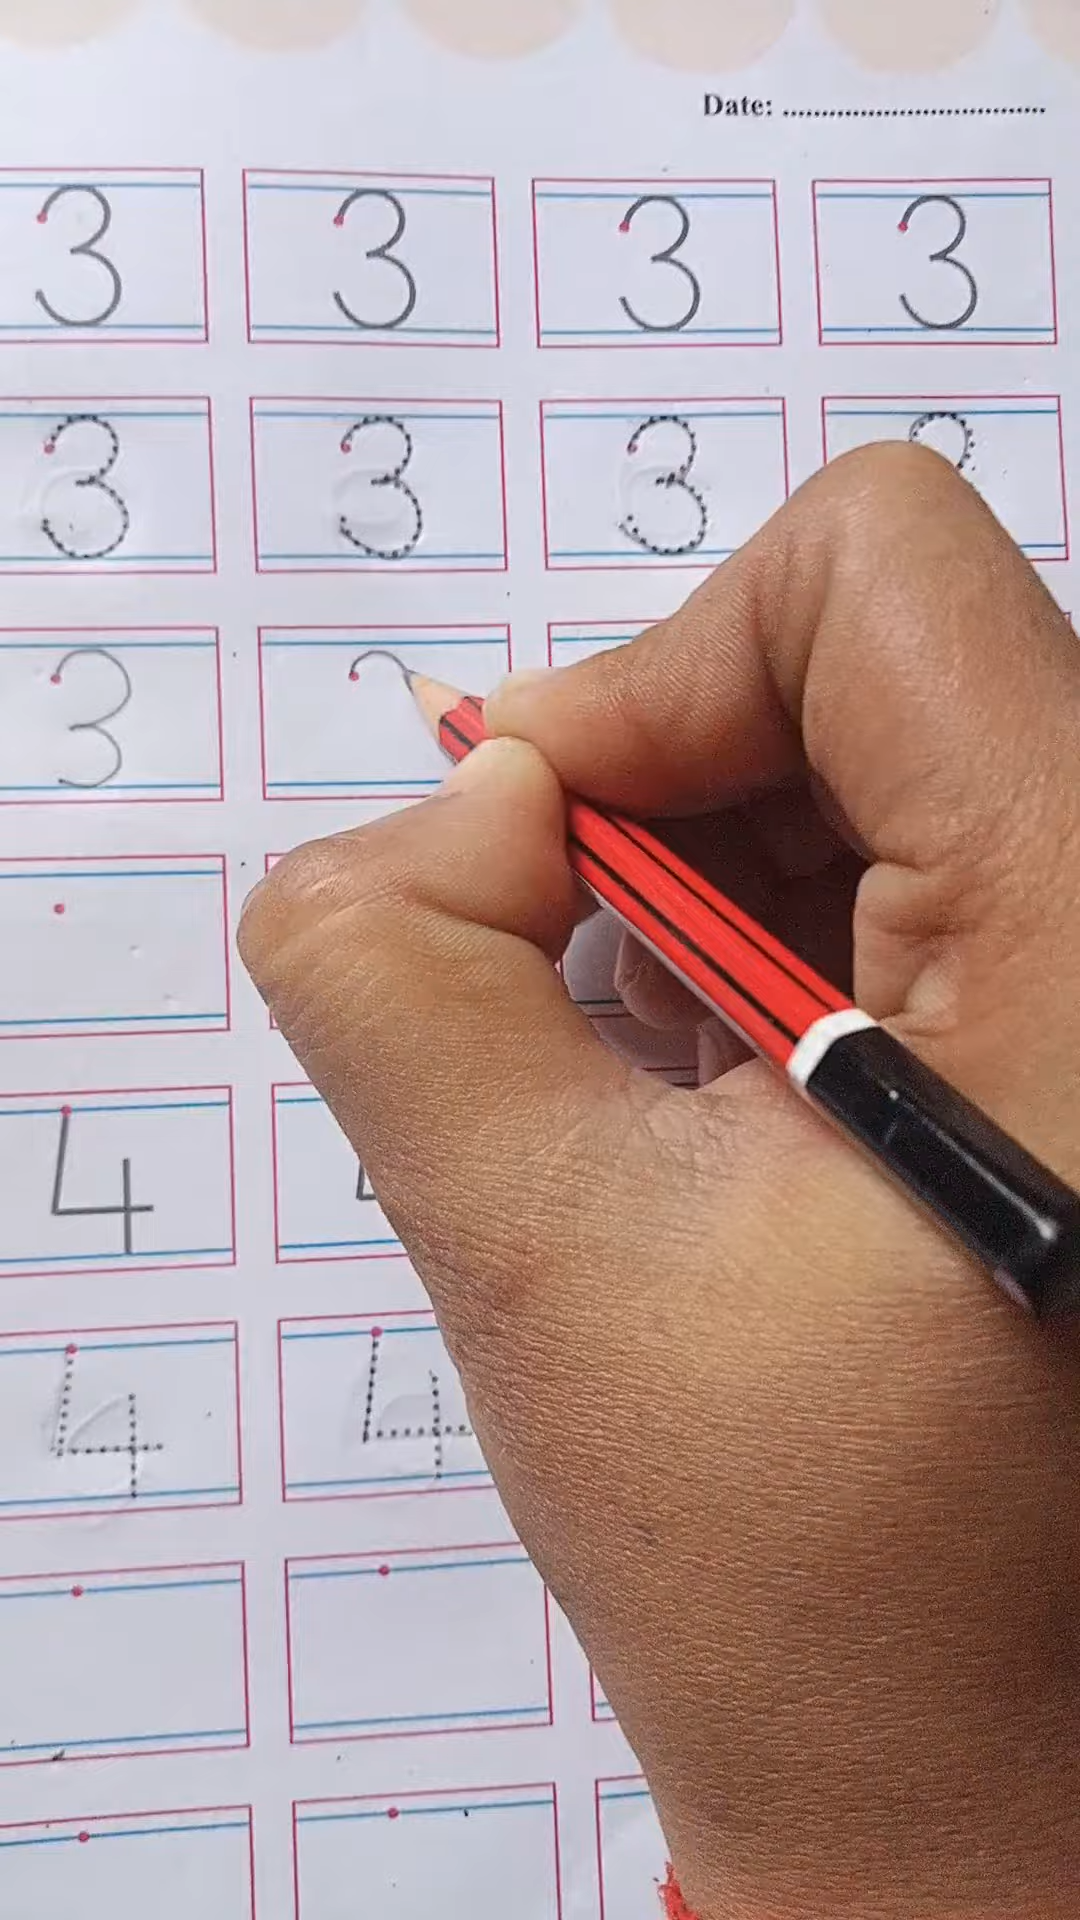 Date: ................................
3 3 3 3
3 3 3
3
4
4 4